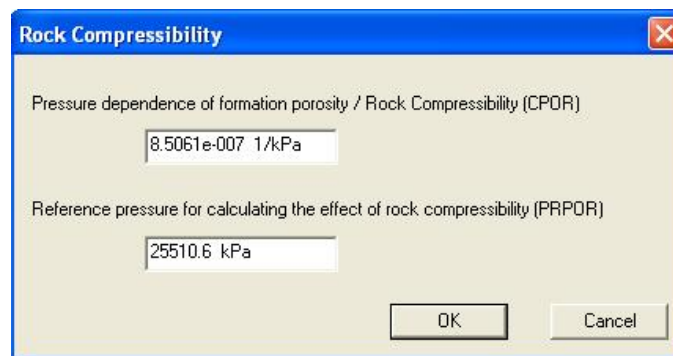 Rock Compressibility
Pressure dependence of formation porosity / Rock Compressibility (CPOR)
8.5061e-007 1/kPa
Reference pressure for calculating the effect of rock compressibility (PRPOR)
25510.6 kPa
OK Cancel